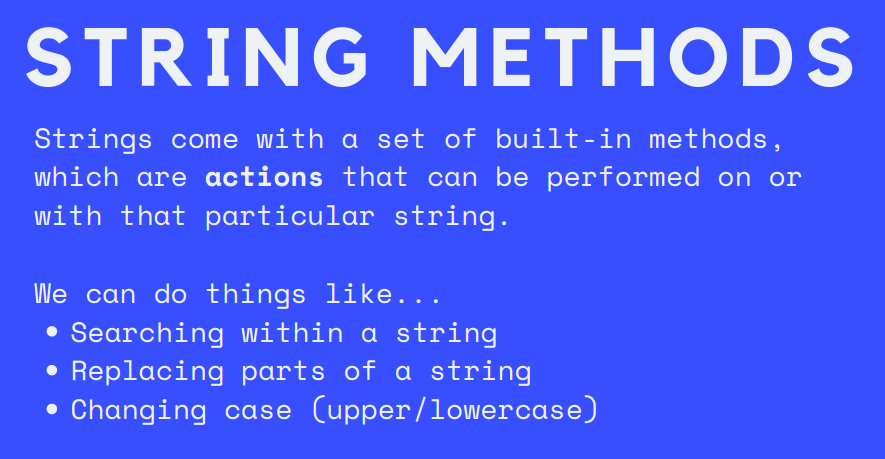 STRING METHODS
Strings come with a set of built-in methods,
which are actions that can be performed on or
with that particular string.
We can do things like...
• Searching within a string
• Replacing parts of a string
• Changing case (upper/lowercase)